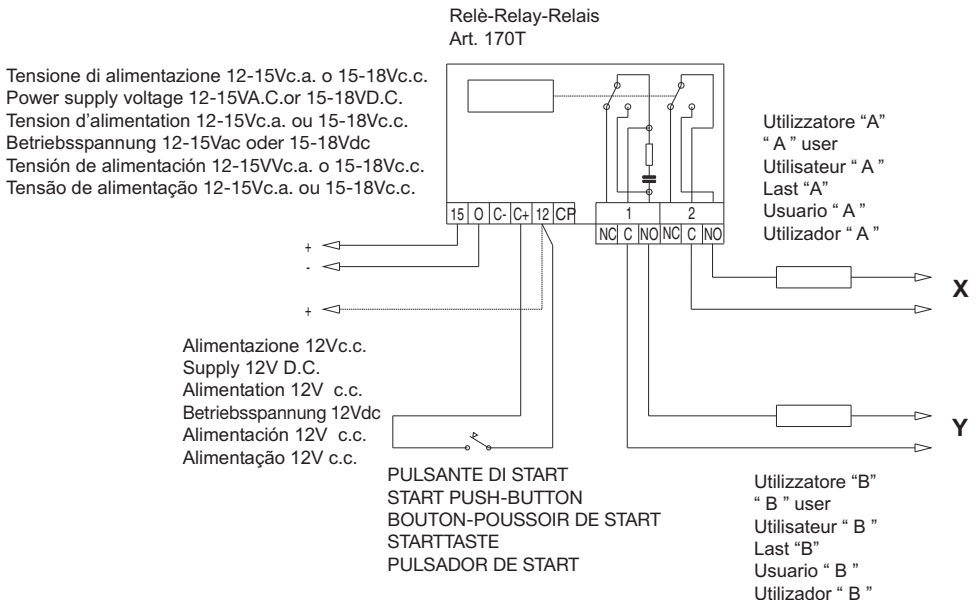 Relè-Relay-Relais
Art. 170T
Tensione di alimentazione 12-15Vc.a. o 15-18Vc.c.
Power supply voltage 12-15VA.C.or 15-18VD.C.
Tension d'alimentation 12-15Vc.a. ou 15-18Vc.c.
Betriebsspannung 12-15Vac oder 15-18Vdc
Tensión de alimentación 12-15VVc.a. o 15-18Vc.c.
Tensão de alimentação 12-15Vc.a. ou 15-18Vc.c.
Utilizzatore “A”
“ A ” user
Utilisateur “ A ”
Last “A”
Usuario “ A ”
Utilizador “ A ”
15 O C- C+ 12 CP 1 2
NC C NO NC C NO
+
-
+
X
Alimentazione 12Vc.c.
Supply 12V D.C.
Alimentation 12V c.c.
Betriebsspannung 12Vdc
Alimentación 12V c.c.
Alimentação 12V c.c.
Y
PULSANTE DI START
START PUSH-BUTTON
BOUTON-POUSSOIR DE START
STARTTASTE
PULSADOR DE START
Utilizzatore “B”
“ B ” user
Utilisateur “ B ”
Last “B”
Usuario “ B ”
Utilizador “ B ”